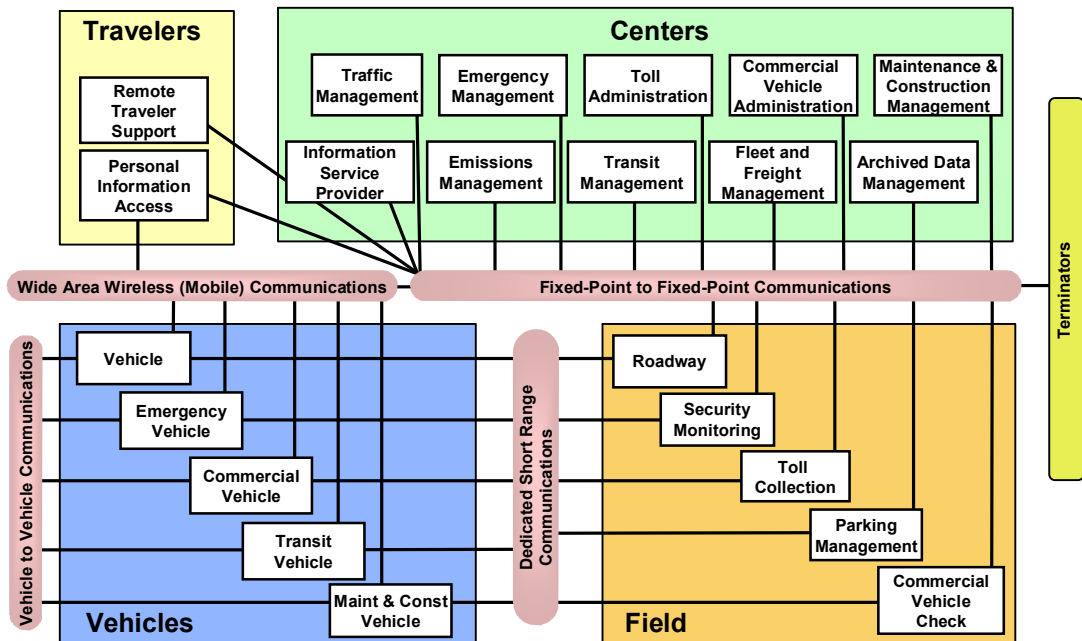 Travelers
Remote
Traveler
Support
Personal
Information
Access
Centers
Traffic
Management
Emergency
Management
Toll
Administration
Commercial
Vehicle
Administration
Maintenance &
Construction
Management
Information
Service
Provider
Emissions
Management
Transit
Management
Fleet and
Freight
Management
Archived Data
Management
Terminators
Wide Area Wireless (Mobile) Communications
Fixed-Point to Fixed-Point Communications
Vehicle to Vehicle Communications
Vehicle
Emergency
Vehicle
Commercial
Vehicle
Transit
Vehicle
Maint & Const
Vehicle
Vehicles
Dedicated Short Range
Communications
Roadway
Security
Monitoring
Toll
Collection
Parking
Management
Commercial
Vehicle
Check
Field